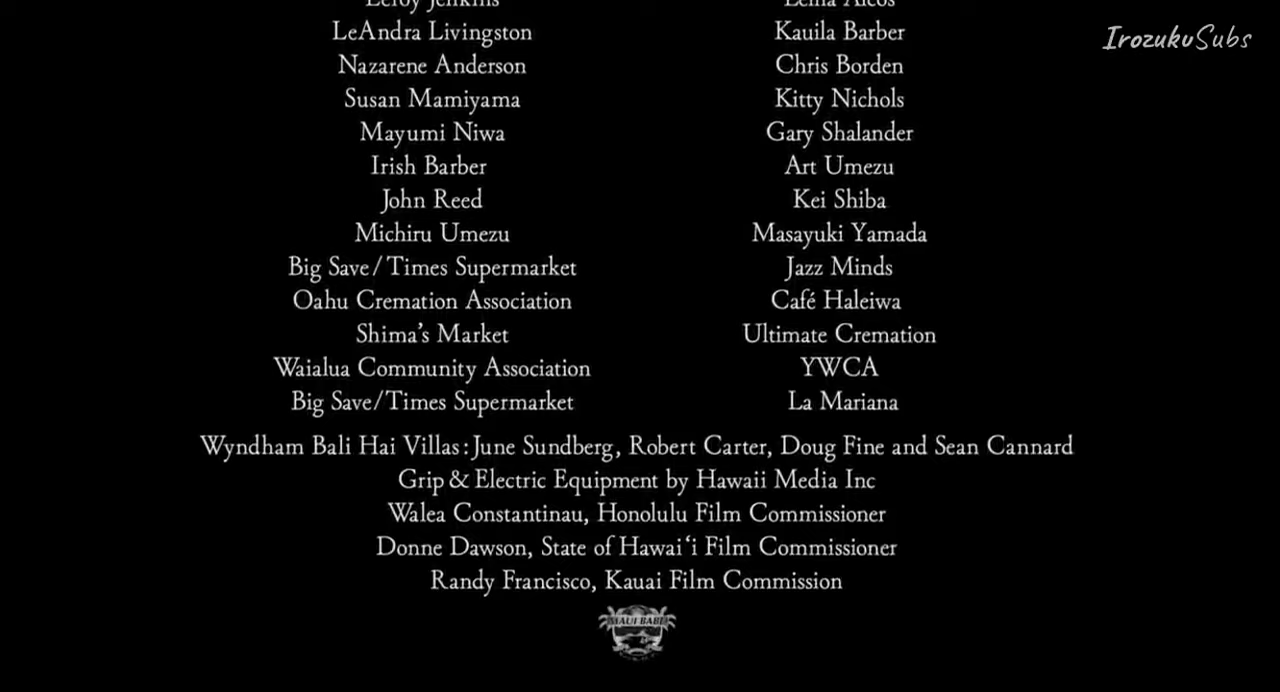 Leroy Jenkins
LeAndra Livingston
Nazarene Anderson
Susan Mamiyama
Mayumi Niwa
Irish Barber
John Reed
Michiru Umezu
Big Save/Times Supermarket
Oahu Cremation Association
Shima's Market
Waialua Community Association
Big Save/Times Supermarket
Kauila Barber
Chris Borden
Kitty Nichols
Gary Shalander
Art Umezu
Kei Shiba
Masayuki Yamada
Jazz Minds
Café Haleiwa
Ultimate Cremation
YWCA
La Mariana
Wyndham Bali Hai Villas: June Sundberg, Robert Carter, Doug Fine and Sean Cannard
Grip & Electric Equipment by Hawaii Media Inc
Walea Constantinau, Honolulu Film Commissioner
Donne Dawson, State of Hawai‘i Film Commissioner
Randy Francisco, Kauai Film Commission
MAUI BABE
IrozukuSubs